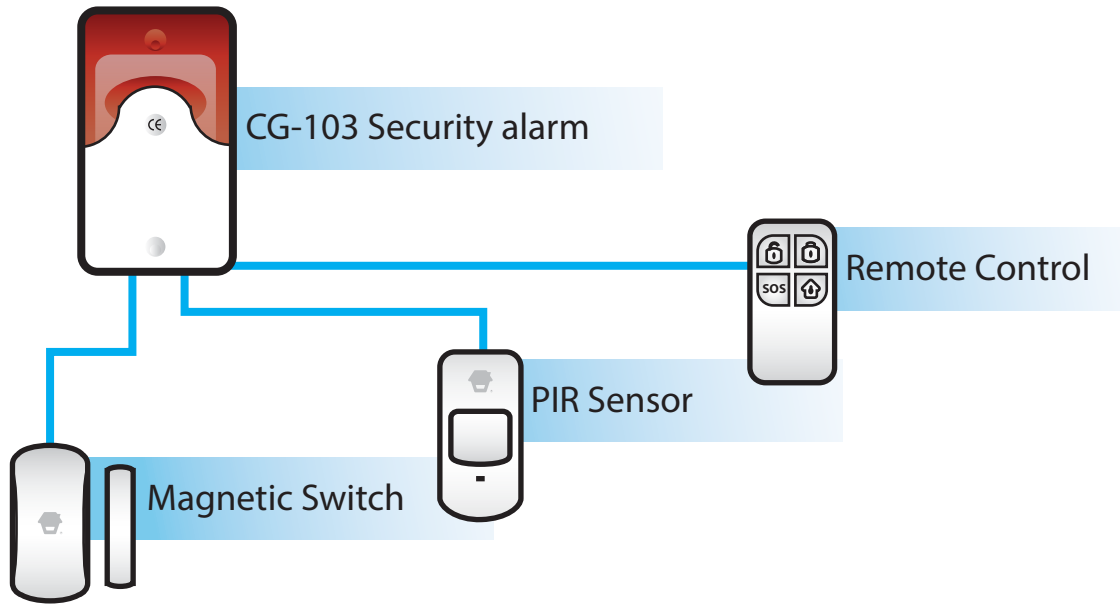 CE
CG-103 Security alarm
Remote Control
SOS
PIR Sensor
Magnetic Switch